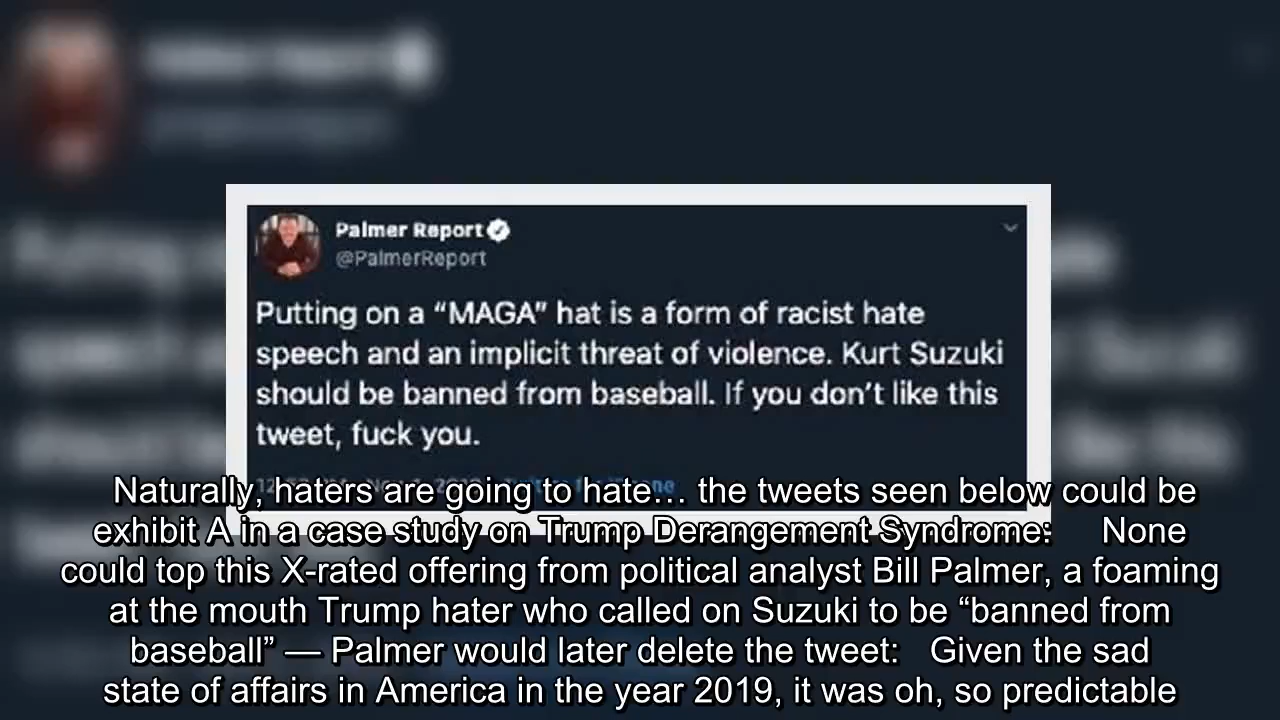 Palmer Report
@PalmerReport
Putting on a “MAGA” hat is a form of racist hate
speech and an implicit threat of violence. Kurt Suzuki
should be banned from baseball. If you don’t like this
tweet, fuck you.
Naturally, haters are going to hate… the tweets seen below could be
exhibit A in a case study on Trump Derangement Syndrome: None
could top this X-rated offering from political analyst Bill Palmer, a foaming
at the mouth Trump hater who called on Suzuki to be “banned from
baseball” — Palmer would later delete the tweet: Given the sad
state of affairs in America in the year 2019, it was oh, so predictable